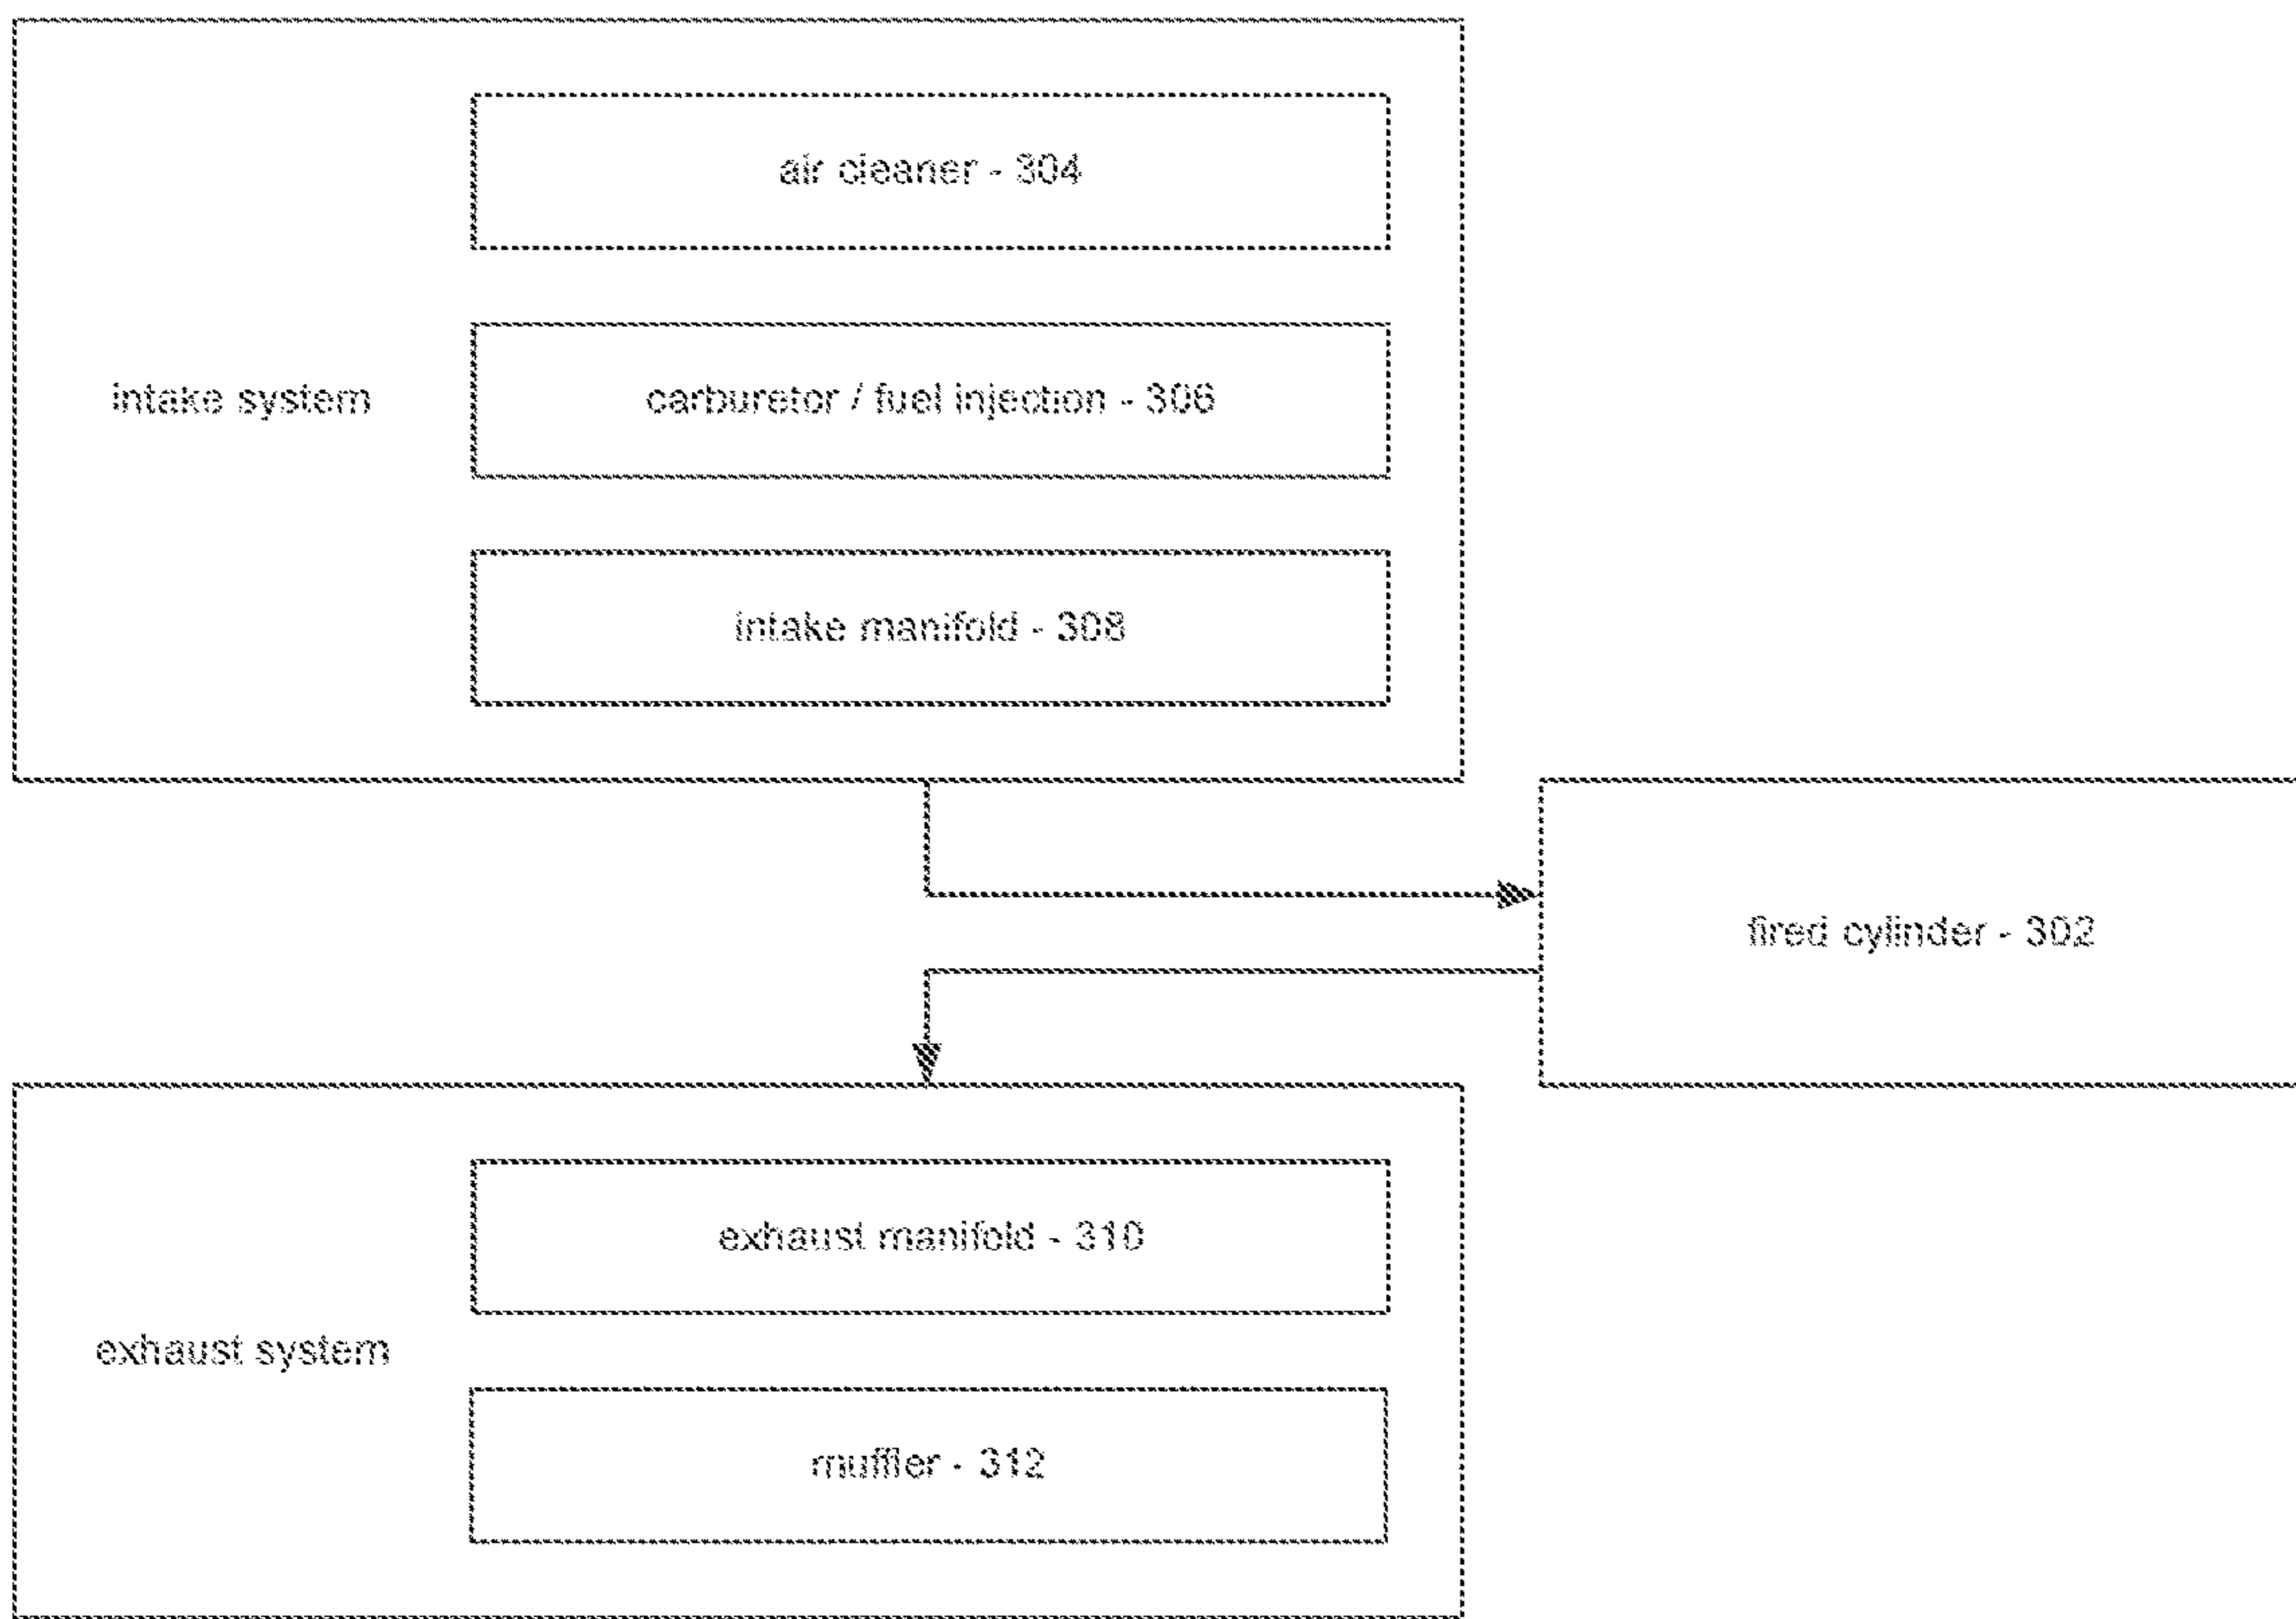 air cleaner - 304
intake system
carburetor / fuel injection - 306
intake manifold - 308
fired cylinder - 302
exhaust manifold - 310
exhaust system
muffler - 312